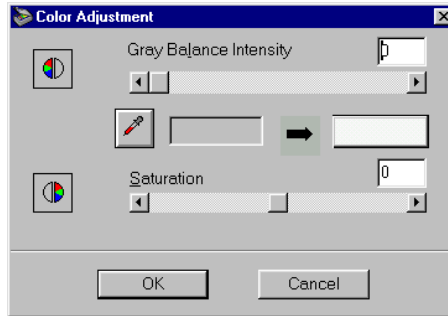 Color Adjustment
Gray Balance Intensity
0
Saturation
0
OK
Cancel